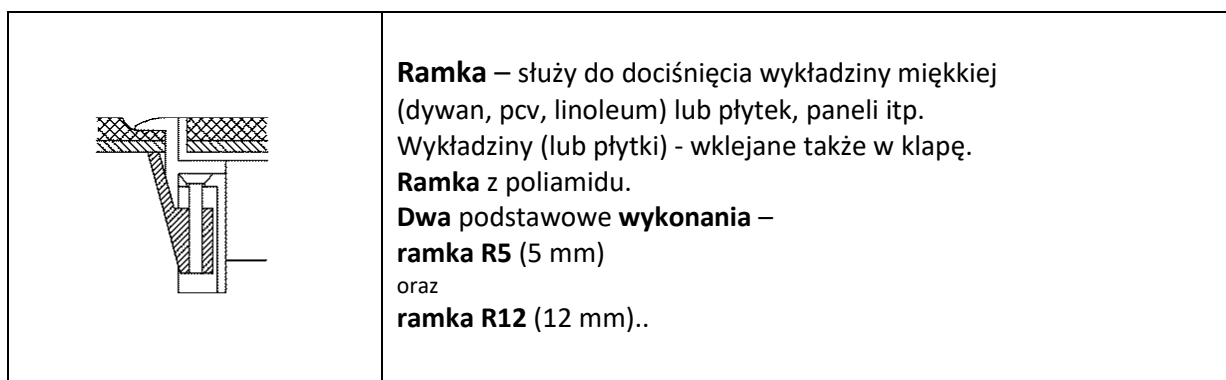 Ramka – służy do dociśnięcia wykładziny miękkiej
(dywan, pcv, linoleum) lub płytek, paneli itp.
Wykładziny (lub płytki) - wklejane także w klapę.
Ramka z poliamidu.
Dwa podstawowe wykonania –
ramka R5 (5 mm)
oraz
ramka R12 (12 mm)..